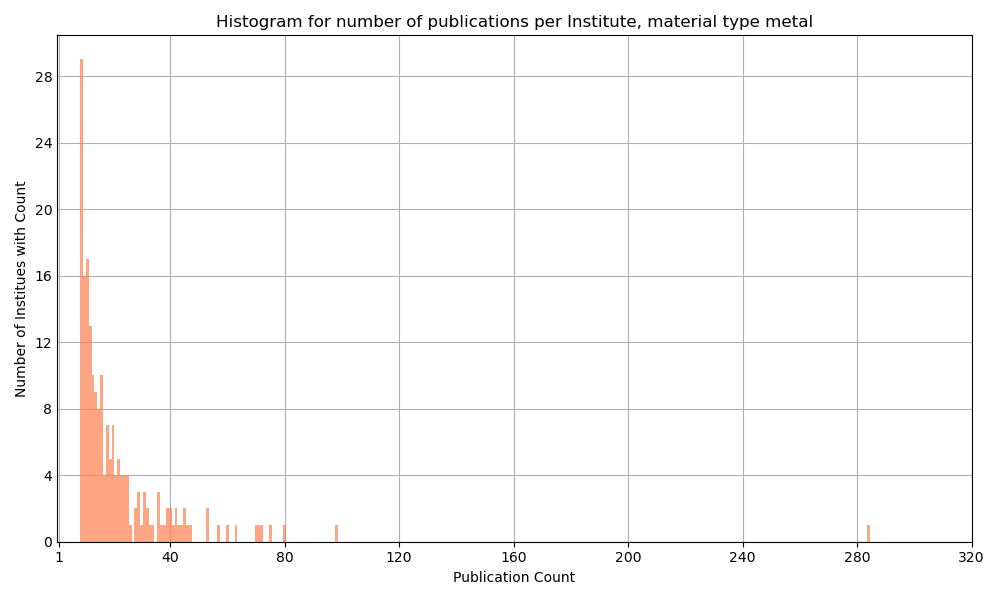 Histogram for number of publications per Institute, material type metal
Number of Institues with Count
28
24
20
16
12
8
4
0
1 40 80 120 160 200 240 280 320
Publication Count